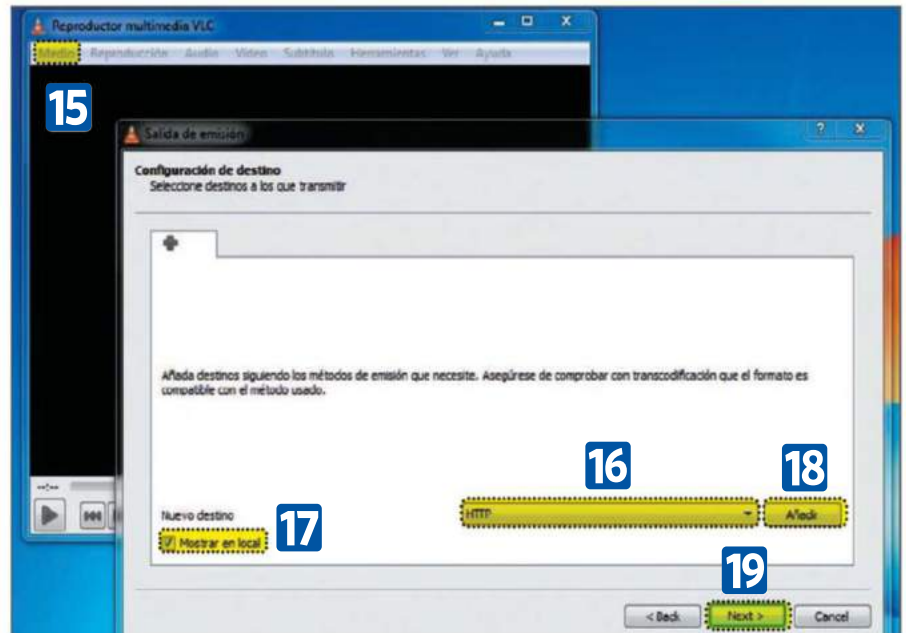 Reproductor multimedia VLC
Medio Reproducción Audio Vídeo Subtítulo Herramientas Ver Ayuda
15
Salida de emisión
Configuración de destino
Seleccione destinos a los que transmitir
Añada destinos siguiendo los métodos de emisión que necesite. Asegúrese de comprobar con transcodificación que el formato es
compatible con el método usado.
16
18
--:--
Nuevo destino
17
HTTP
Añadir
Mostrar en local
19
< Back
Next >
Cancel